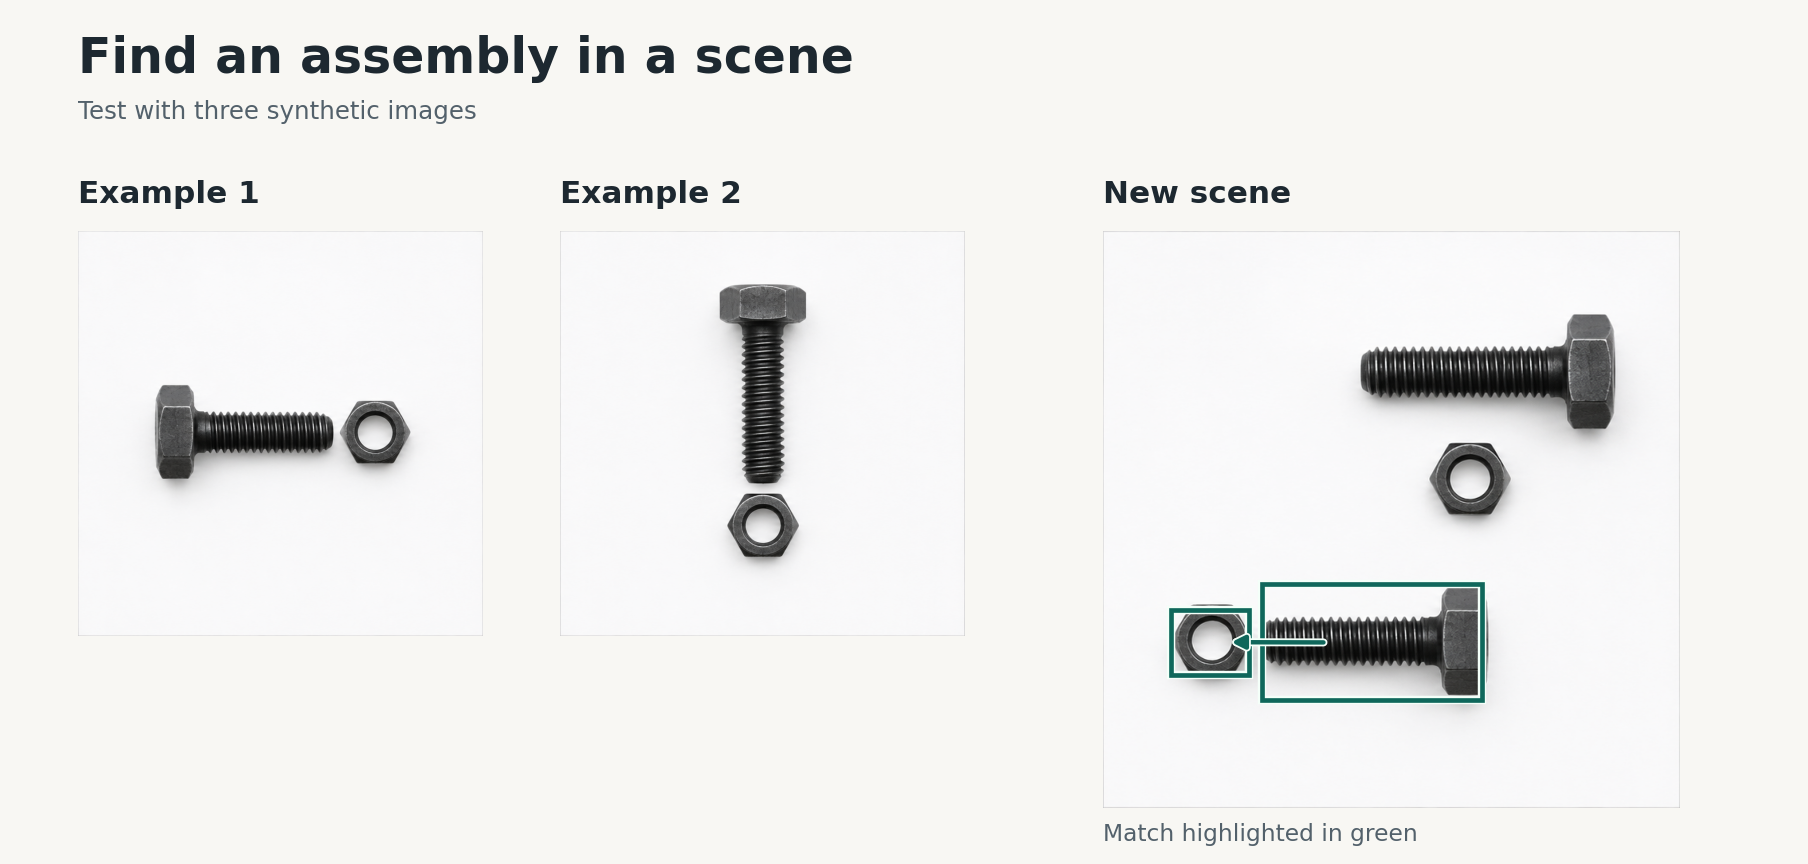 Find an assembly in a scene
Test with three synthetic images
Example 1
Example 2
New scene
Match highlighted in green